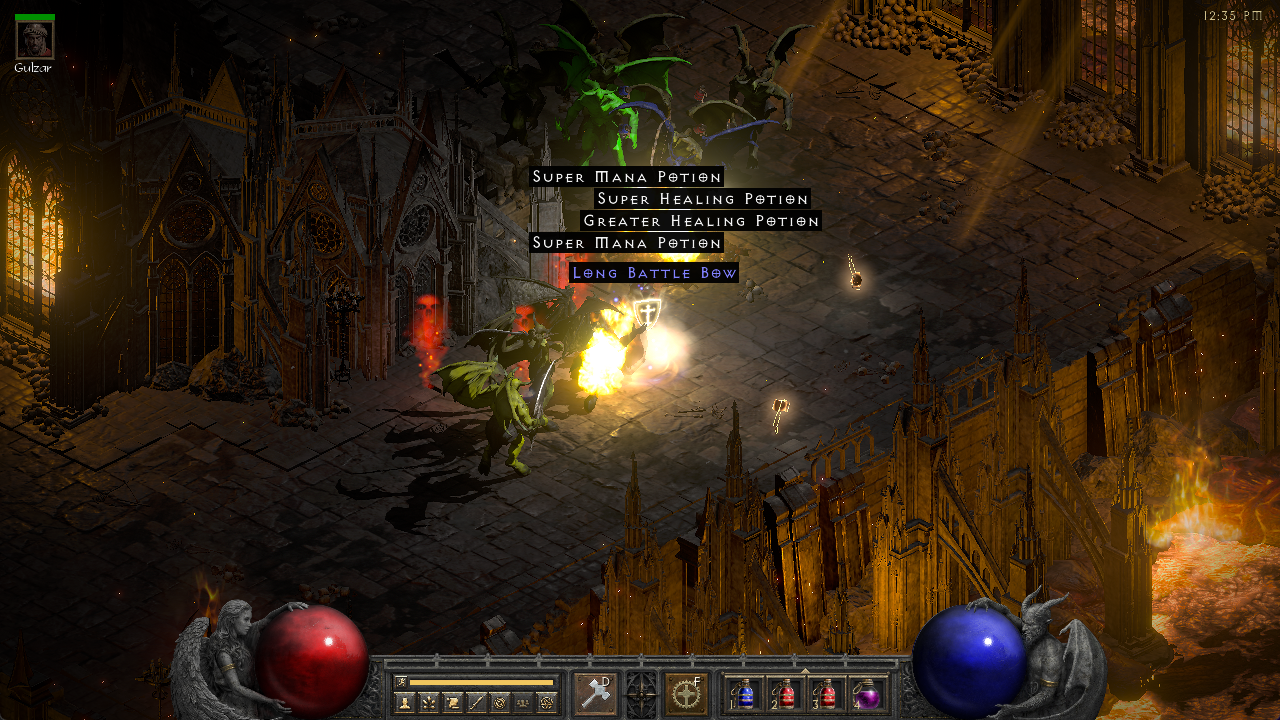 12:35 PM
Gulzar
Super Mana Potion
Super Healing Potion
Greater Healing Potion
Super Mana Potion
Long Battle Bow
D
F
1
2
3
4